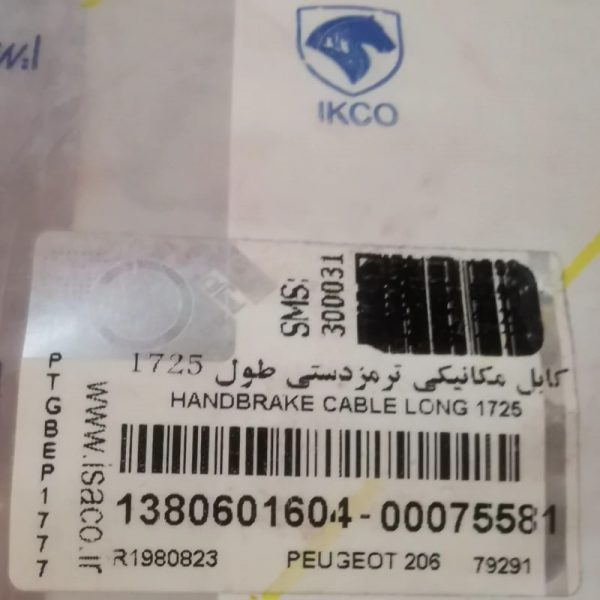 IKCO
SMS:
300031
کابل مکانیکی ترمزدستی طول 1725
HANDBRAKE CABLE LONG 1725
1380601604-00075581
R1980823 PEUGEOT 206 79291
www.isaco.ir
PTGBEP1777